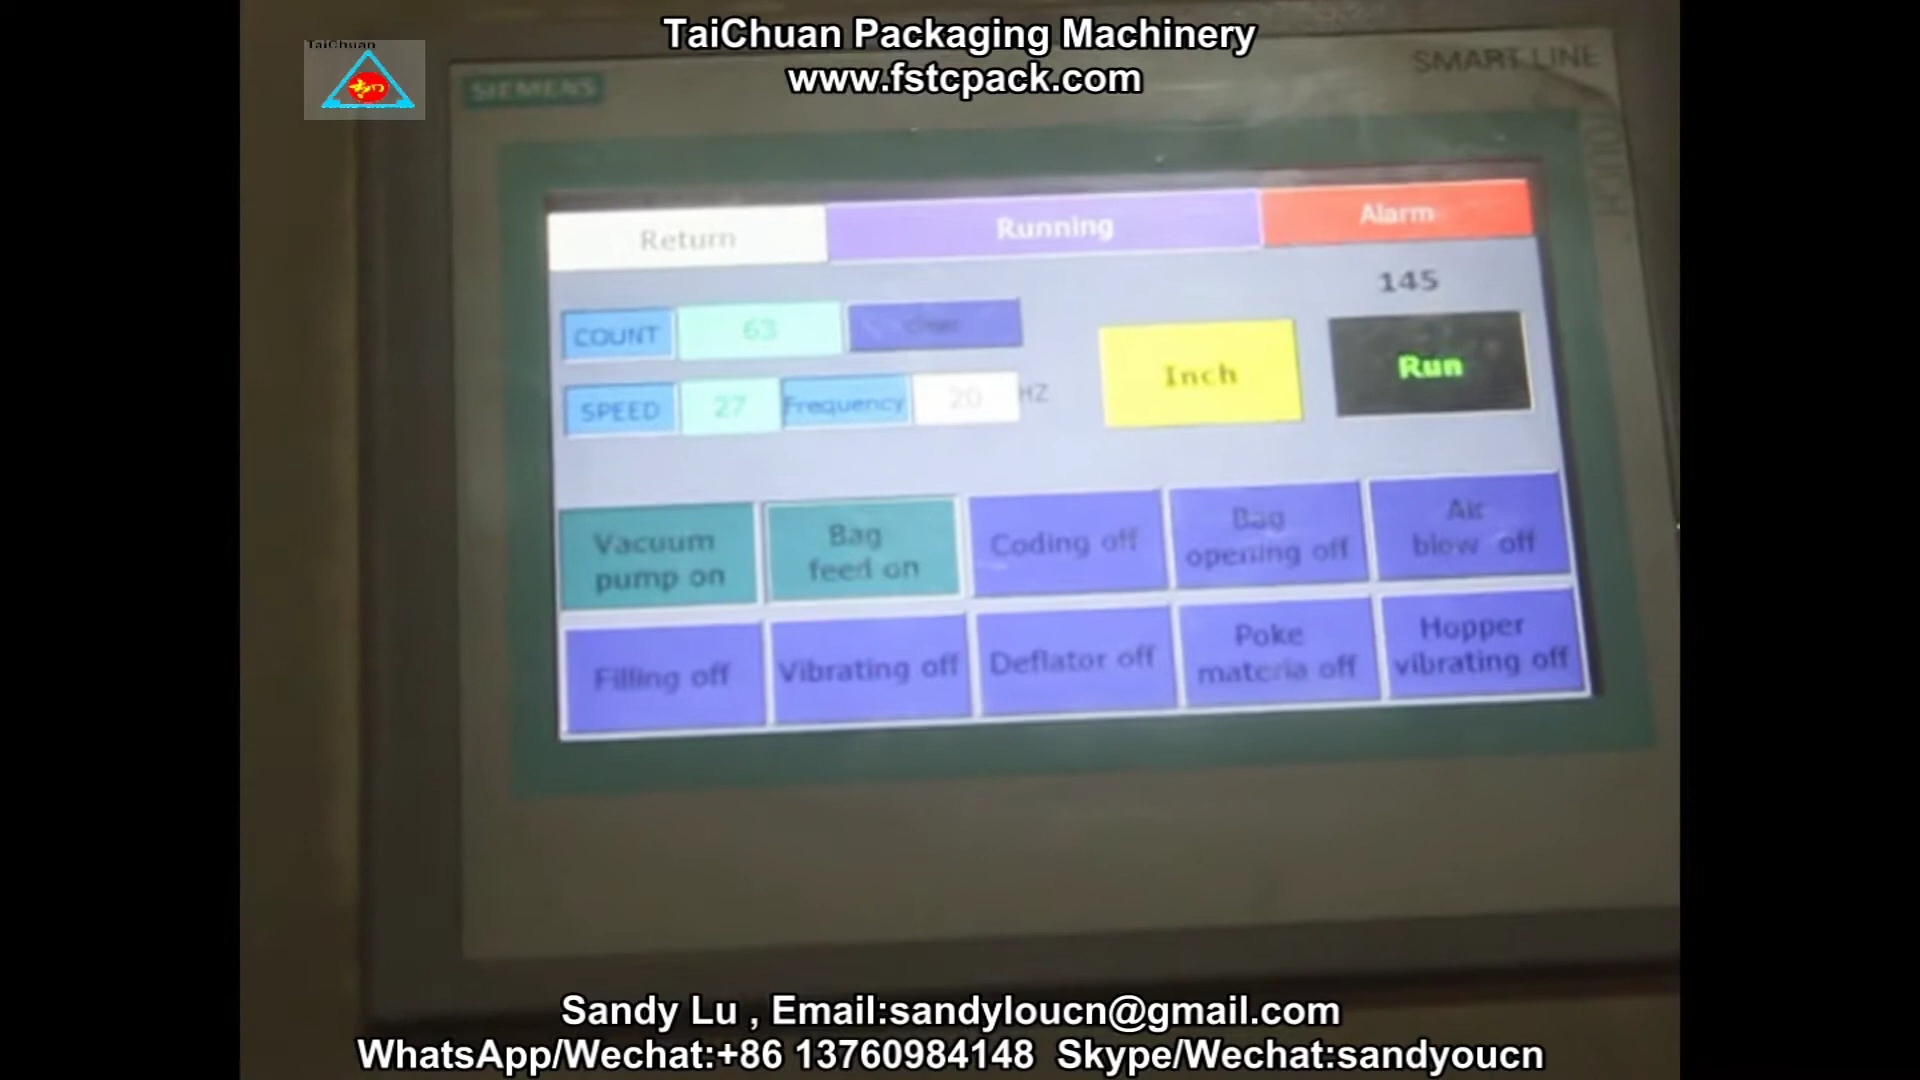 TaiChuan Packaging Machinery
www.fstcpack.com
TaiChuan
SIEMENS
SMART LINE
TOUCH
Return
Running
Alarm
145
COUNT
63
clear
SPEED
27
Frequency
20
HZ
Inch
Run
Vacuum
pump on
Bag
feed on
Coding off
Bag
opening off
Air
blow off
Filling off
Vibrating off
Deflator off
Poke
materia off
Hopper
vibrating off
Sandy Lu , Email:sandyloucn@gmail.com
WhatsApp/Wechat:+86 13760984148 Skype/Wechat:sandyoucn